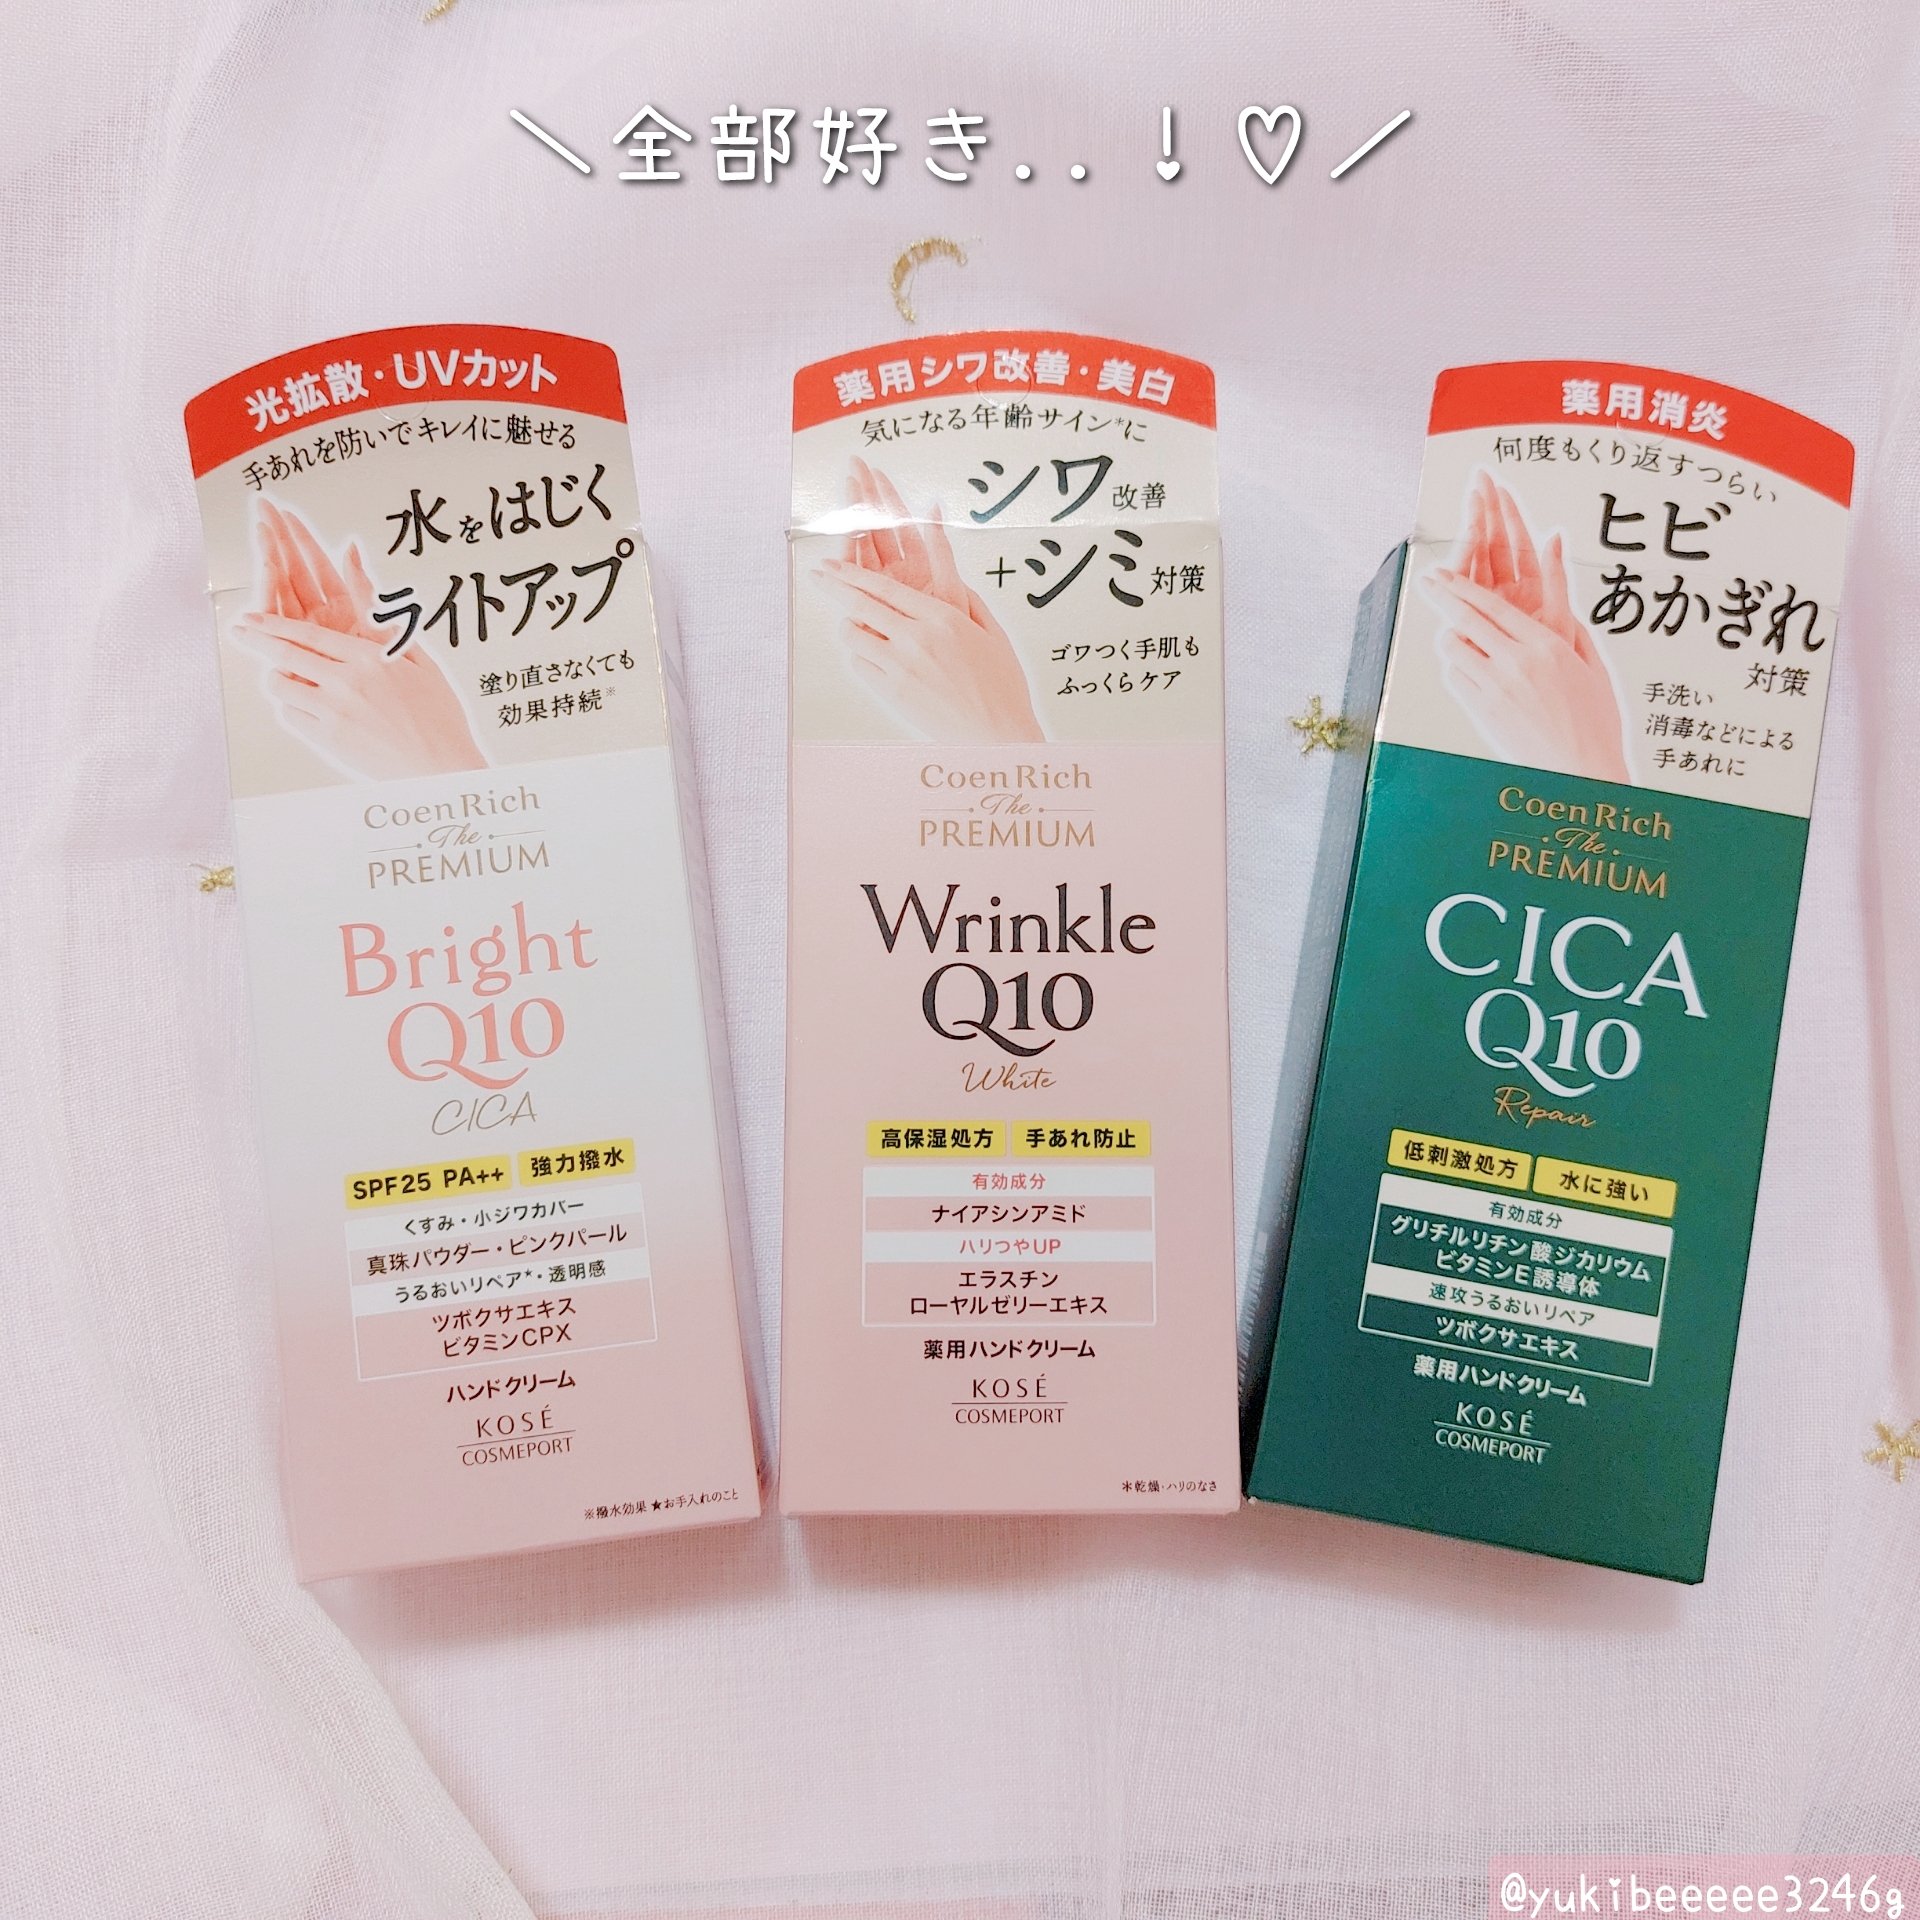 ＼全部好き..！♡／
光拡散・UVカット
手あれを防いでキレイに魅せる
水をはじく
ライトアップ
塗り直さなくても
効果持続※
CoenRich
The
PREMIUM
Bright
Q10
CICA
SPF25 PA++ 強力撥水
くすみ・小ジワカバー
真珠パウダー・ピンクパール
うるおいリペア★・透明感
ツボクサエキス
ビタミンCPX
ハンドクリーム
KOSÉ
COSMEPORT
※撥水効果 ★お手入れのこと
薬用シワ改善・美白
気になる年齢サイン*に
シワ改善
+シミ対策
ゴワつく手肌も
ふっくらケア
CoenRich
The
PREMIUM
Wrinkle
Q10
White
高保湿処方 手あれ防止
有効成分
ナイアシンアミド
ハリつやUP
エラスチン
ローヤルゼリーエキス
薬用ハンドクリーム
KOSÉ
COSMEPORT
*乾燥・ハリのなさ
薬用消炎
何度もくり返すつらい
ヒビ
あかぎれ
対策
手洗い
消毒などによる
手あれに
CoenRich
The
PREMIUM
CICA
Q10
Repair
低刺激処方 水に強い
有効成分
グリチルリチン酸ジカリウム
ビタミンE誘導体
速攻うるおいリペア
ツボクサエキス
薬用ハンドクリーム
KOSÉ
COSMEPORT
@yukibeeeee3246g